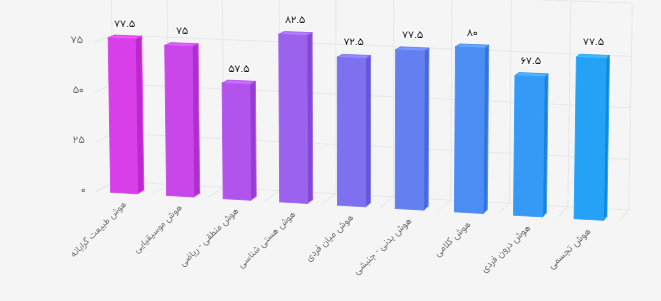 ۷۷.۵
۷۵
۵۷.۵
۸۲.۵
۷۲.۵
۷۷.۵
۸۰
۶۷.۵
۷۷.۵
۷۵
۵۰
۲۵
۰
هوش طبیعت گرایانه
هوش موسیقیایی
هوش منطقی - ریاضی
هوش هستی شناسی
هوش میان فردی
هوش بدنی - جنبشی
هوش کلامی
هوش درون فردی
هوش تجسمی